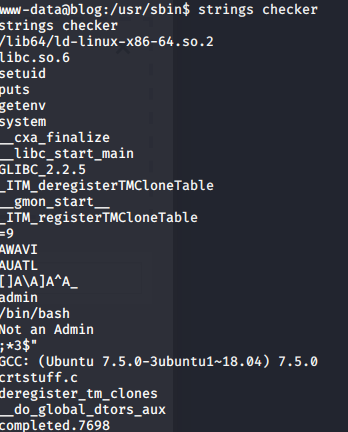 www-data@blog:/usr/sbin$ strings checker
strings checker
/lib64/ld-linux-x86-64.so.2
libc.so.6
setuid
puts
getenv
system
__cxa_finalize
__libc_start_main
GLIBC_2.2.5
_ITM_deregisterTMCloneTable
__gmon_start__
_ITM_registerTMCloneTable
=9
AWAVI
AUATL
[]A\A]A^A_
admin
/bin/bash
Not an Admin
;*3$"
GCC: (Ubuntu 7.5.0-3ubuntu1~18.04) 7.5.0
crtstuff.c
deregister_tm_clones
__do_global_dtors_aux
completed.7698